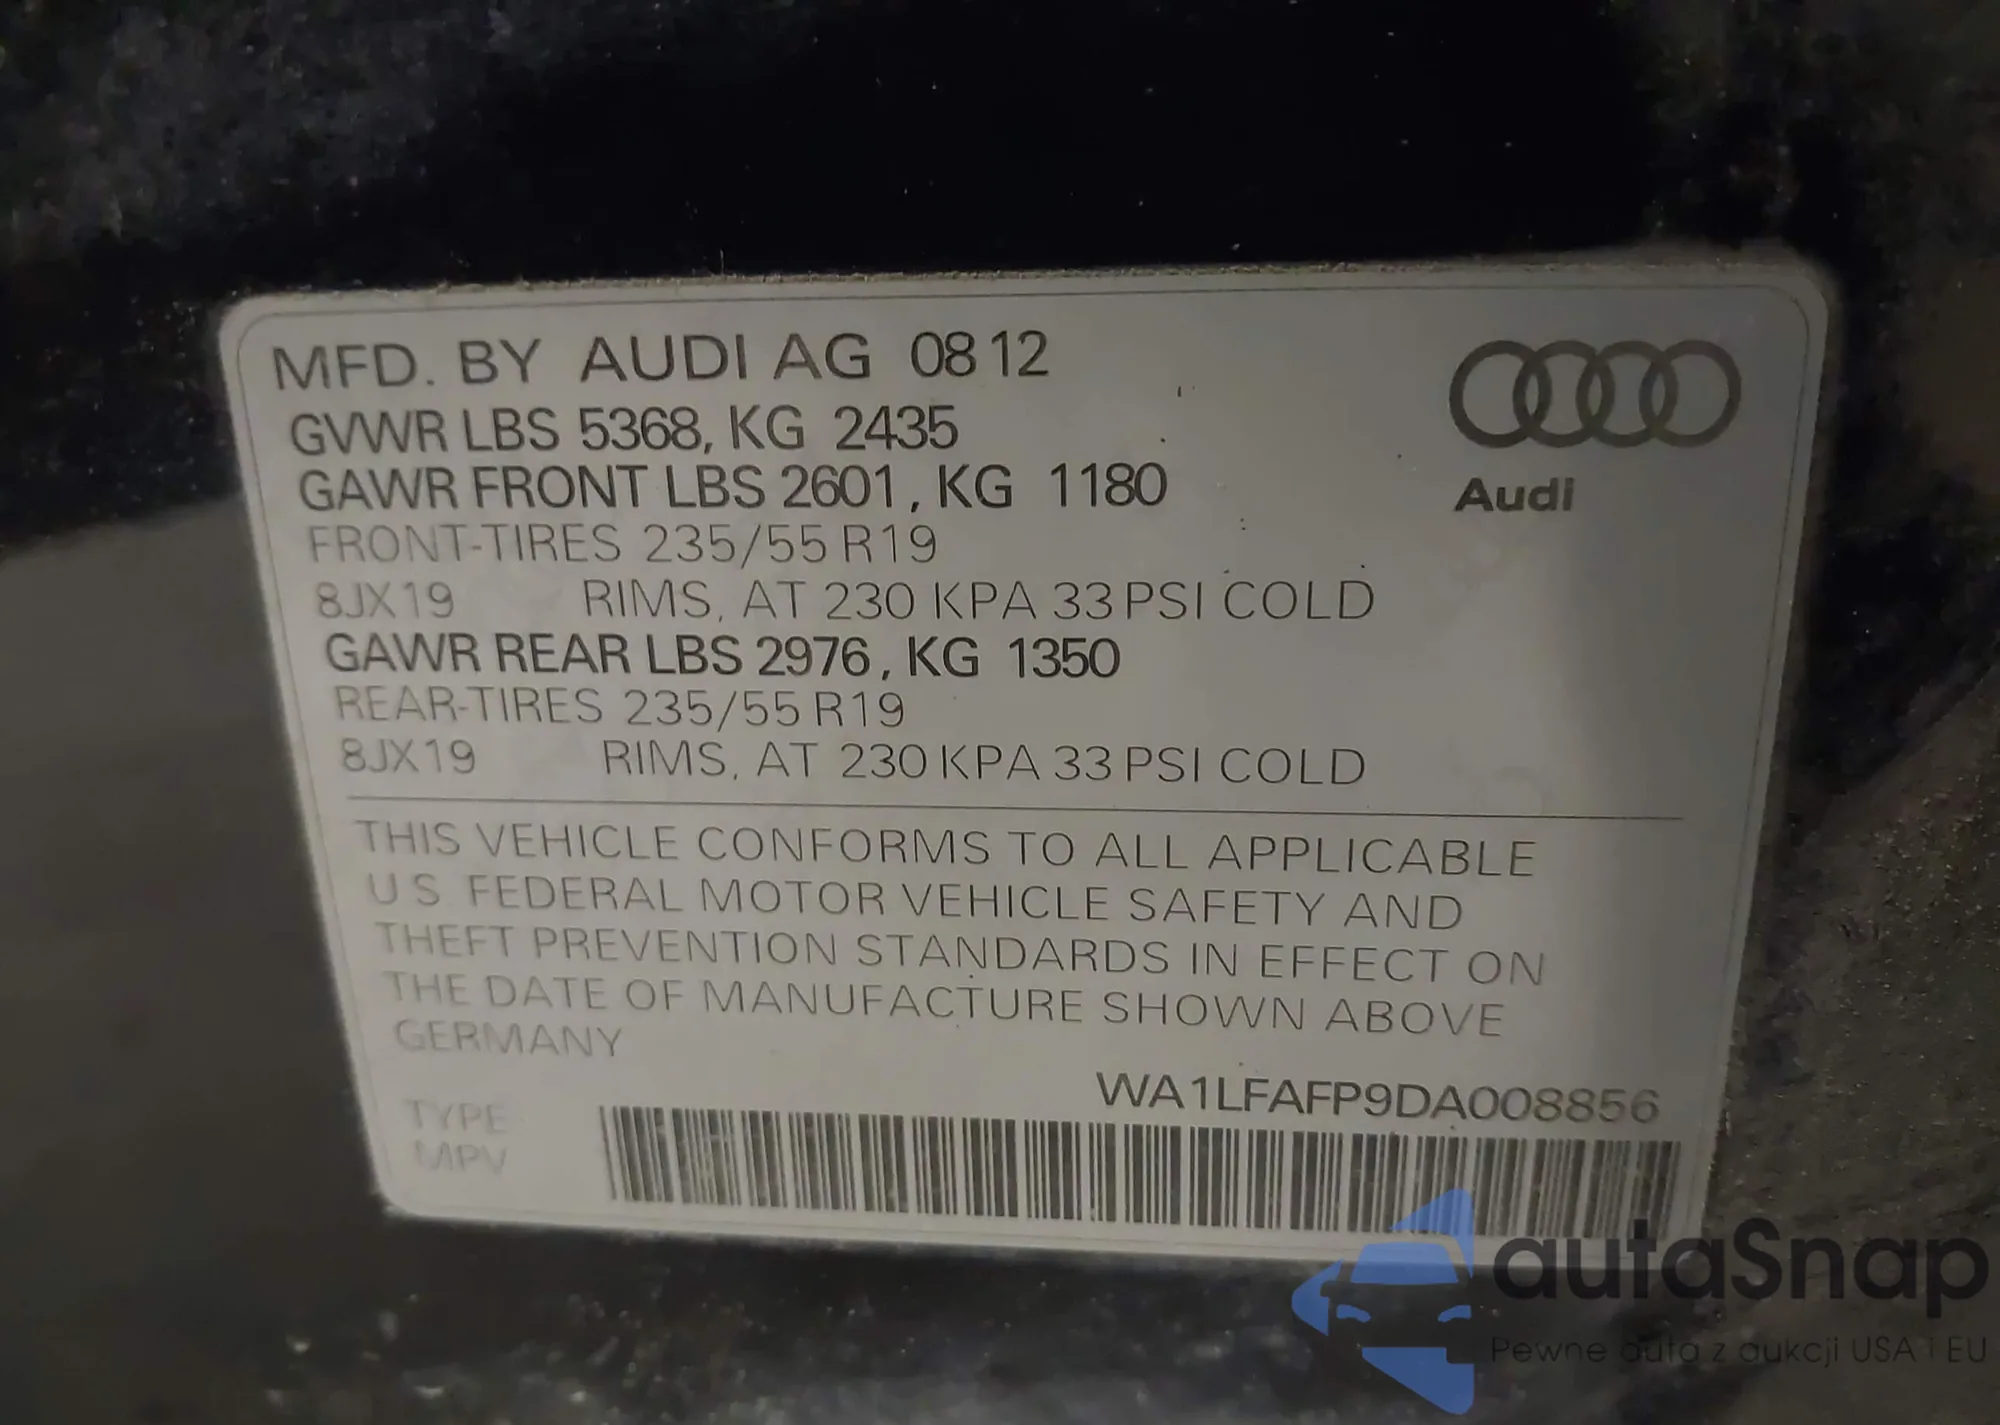 MFD. BY AUDI AG 0812
GVWR LBS 5368, KG 2435
GAWR FRONT LBS 2601, KG 1180
FRONT-TIRES 235/55 R19
8JX19 RIMS, AT 230 KPA 33 PSI COLD
GAWR REAR LBS 2976, KG 1350
REAR-TIRES 235/55 R19
8JX19 RIMS, AT 230 KPA 33 PSI COLD
Audi
THIS VEHICLE CONFORMS TO ALL APPLICABLE
U S FEDERAL MOTOR VEHICLE SAFETY AND
THEFT PREVENTION STANDARDS IN EFFECT ON
THE DATE OF MANUFACTURE SHOWN ABOVE
GERMANY
WA1LFAFP9DA008856
TYPE
MPV
autaSnap
Pewne auta z aukcji USA i EU